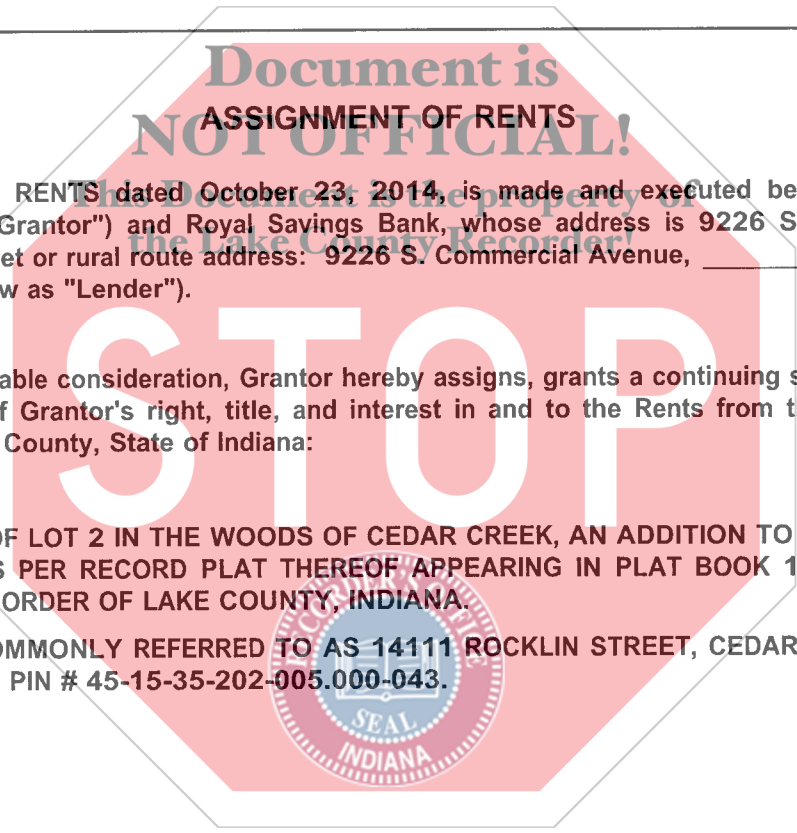 Document is
NOT OFFICIAL!
ASSIGNMENT OF RENTS
This Document is the property of
the Lake County Recorder!
RENTS dated October 23, 2014, is made and executed be
Grantor") and Royal Savings Bank, whose address is 9226 S
et or rural route address: 9226 S. Commercial Avenue, ________
w as "Lender").
STOP
able consideration, Grantor hereby assigns, grants a continuing s
f Grantor's right, title, and interest in and to the Rents from t
County, State of Indiana:
OF LOT 2 IN THE WOODS OF CEDAR CREEK, AN ADDITION TO
S PER RECORD PLAT THEREOF APPEARING IN PLAT BOOK 1
ORDER OF LAKE COUNTY, INDIANA.
OMMONLY REFERRED TO AS 14111 ROCKLIN STREET, CEDAR
PIN # 45-15-35-202-005.000-043.
RECORDER'S OFFICE
SEAL
INDIANA